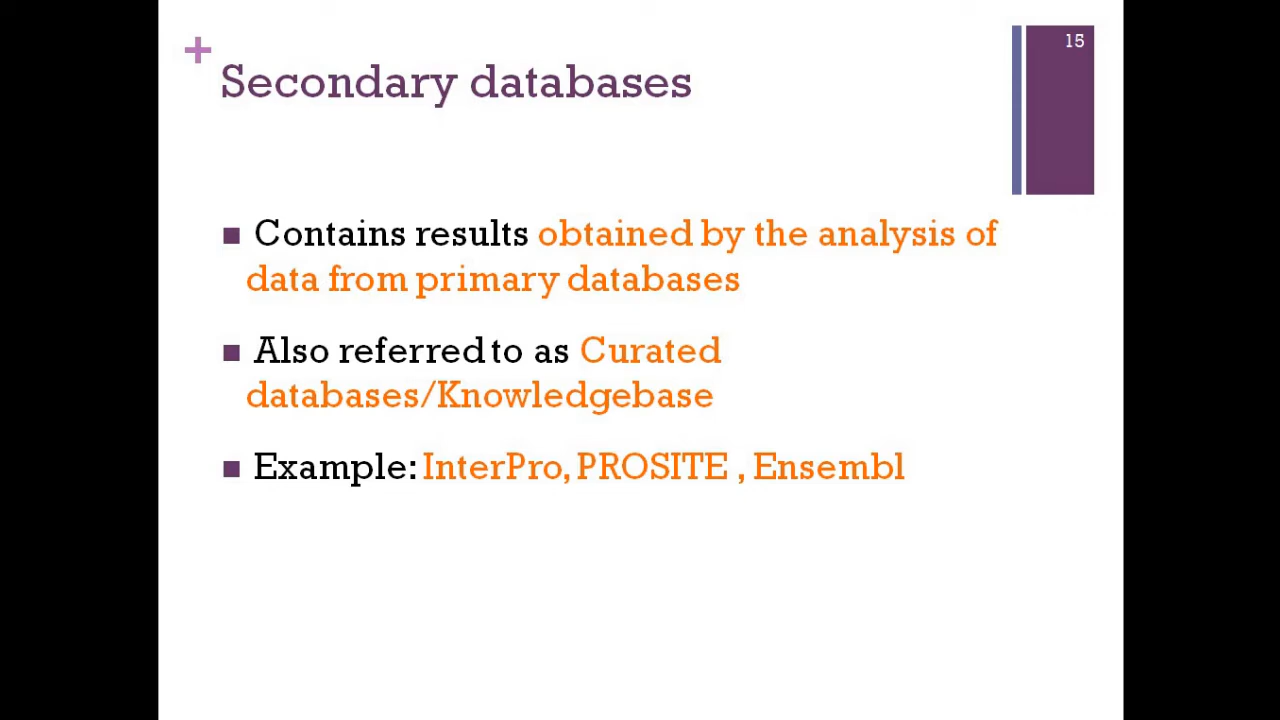 15
+
Secondary databases
Contains results obtained by the analysis of
data from primary databases
Also referred to as Curated
databases/Knowledgebase
Example: InterPro, PROSITE , Ensembl